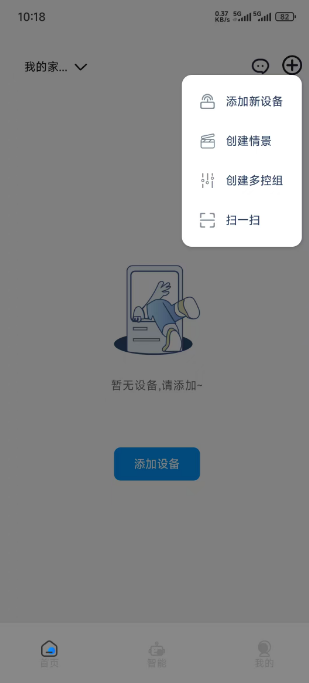 10:18
0.37 KB/s 5G 5G 82
我的家...
添加新设备
创建情景
创建多控组
扫一扫
暂无设备,请添加~
添加设备
首页 智能 我的